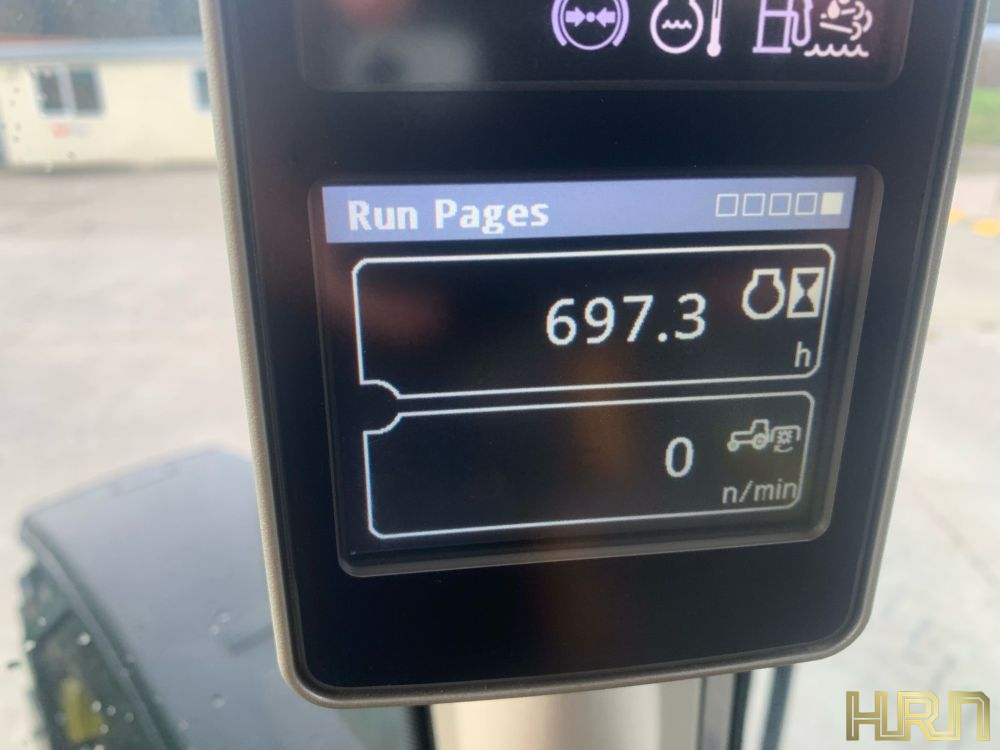 Run Pages
697.3
h
0
n/min
HRN